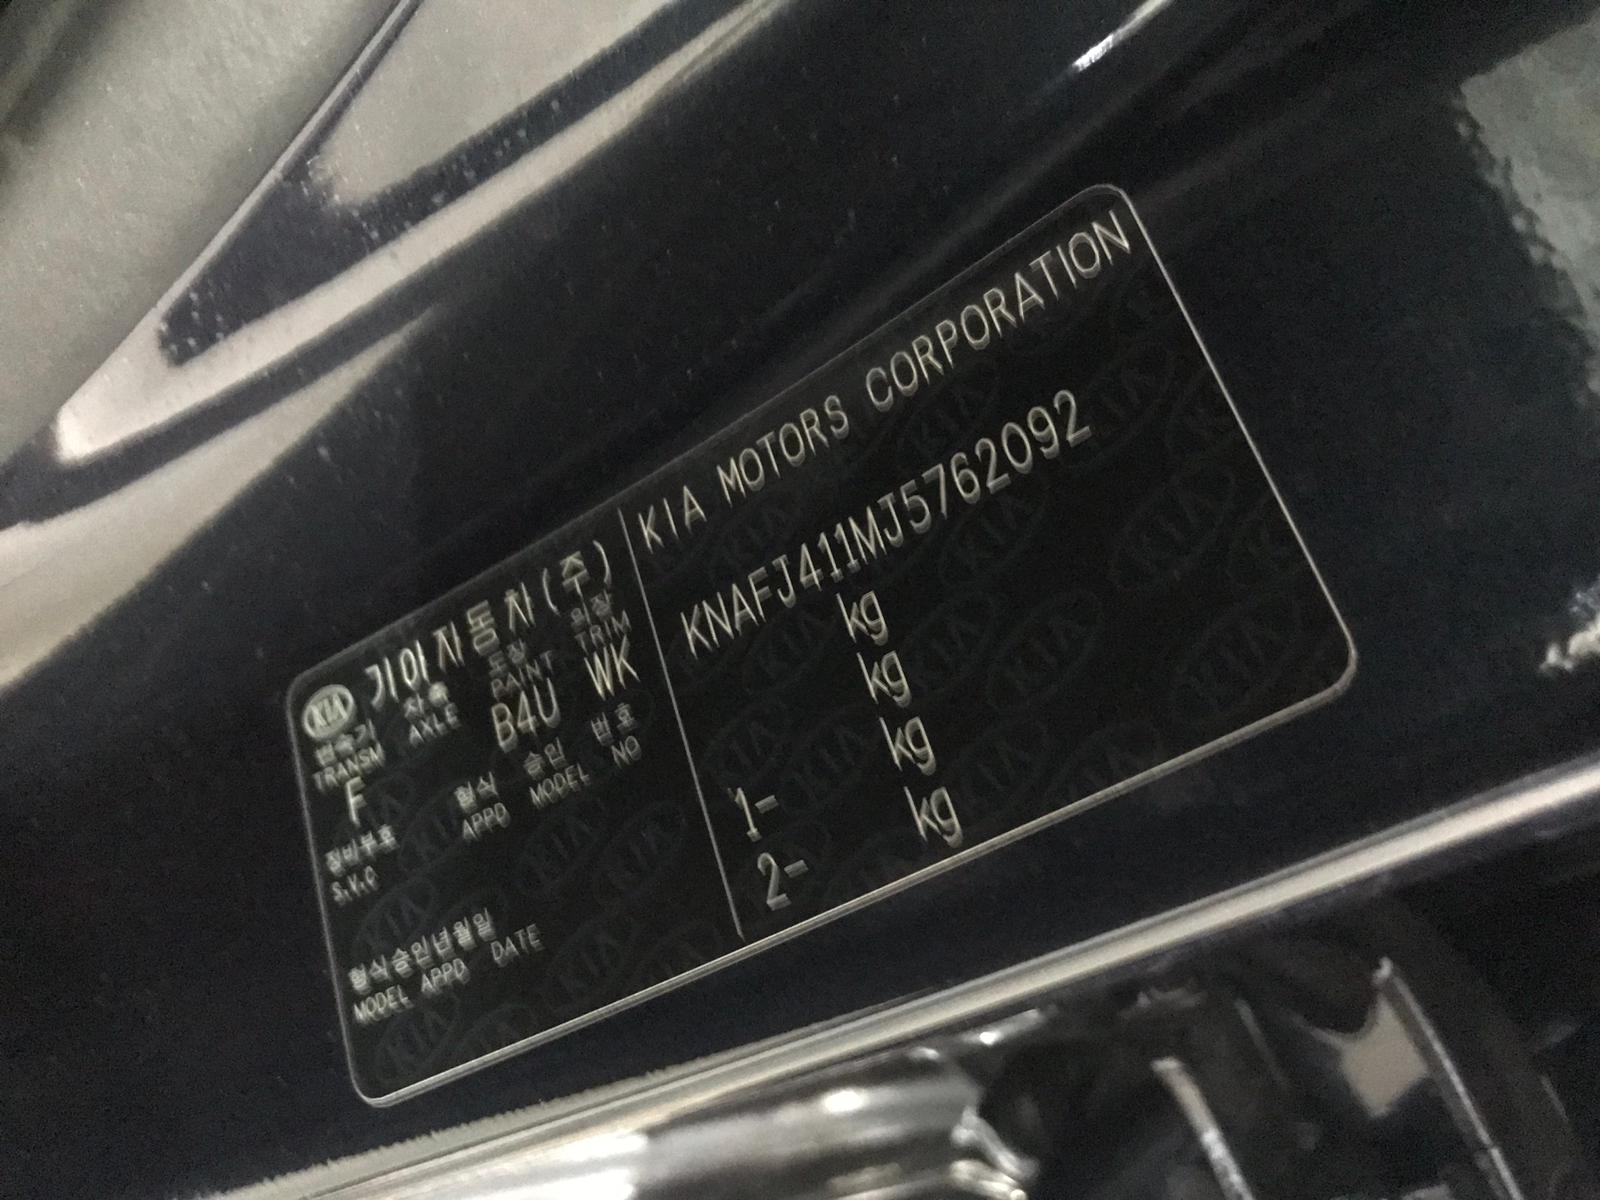 KIA 기아자동차(주)
변속기 차축 도장 의장
TRANSM AXLE PAINT TRIM
F B4U WK
장비부호 형식 승인 번호
S.V.C APPD MODEL NO
형식승인년월일
MODEL APPD DATE
KIA MOTORS CORPORATION
KNAFJ411MJ5762092
kg
kg
1- kg
2- kg